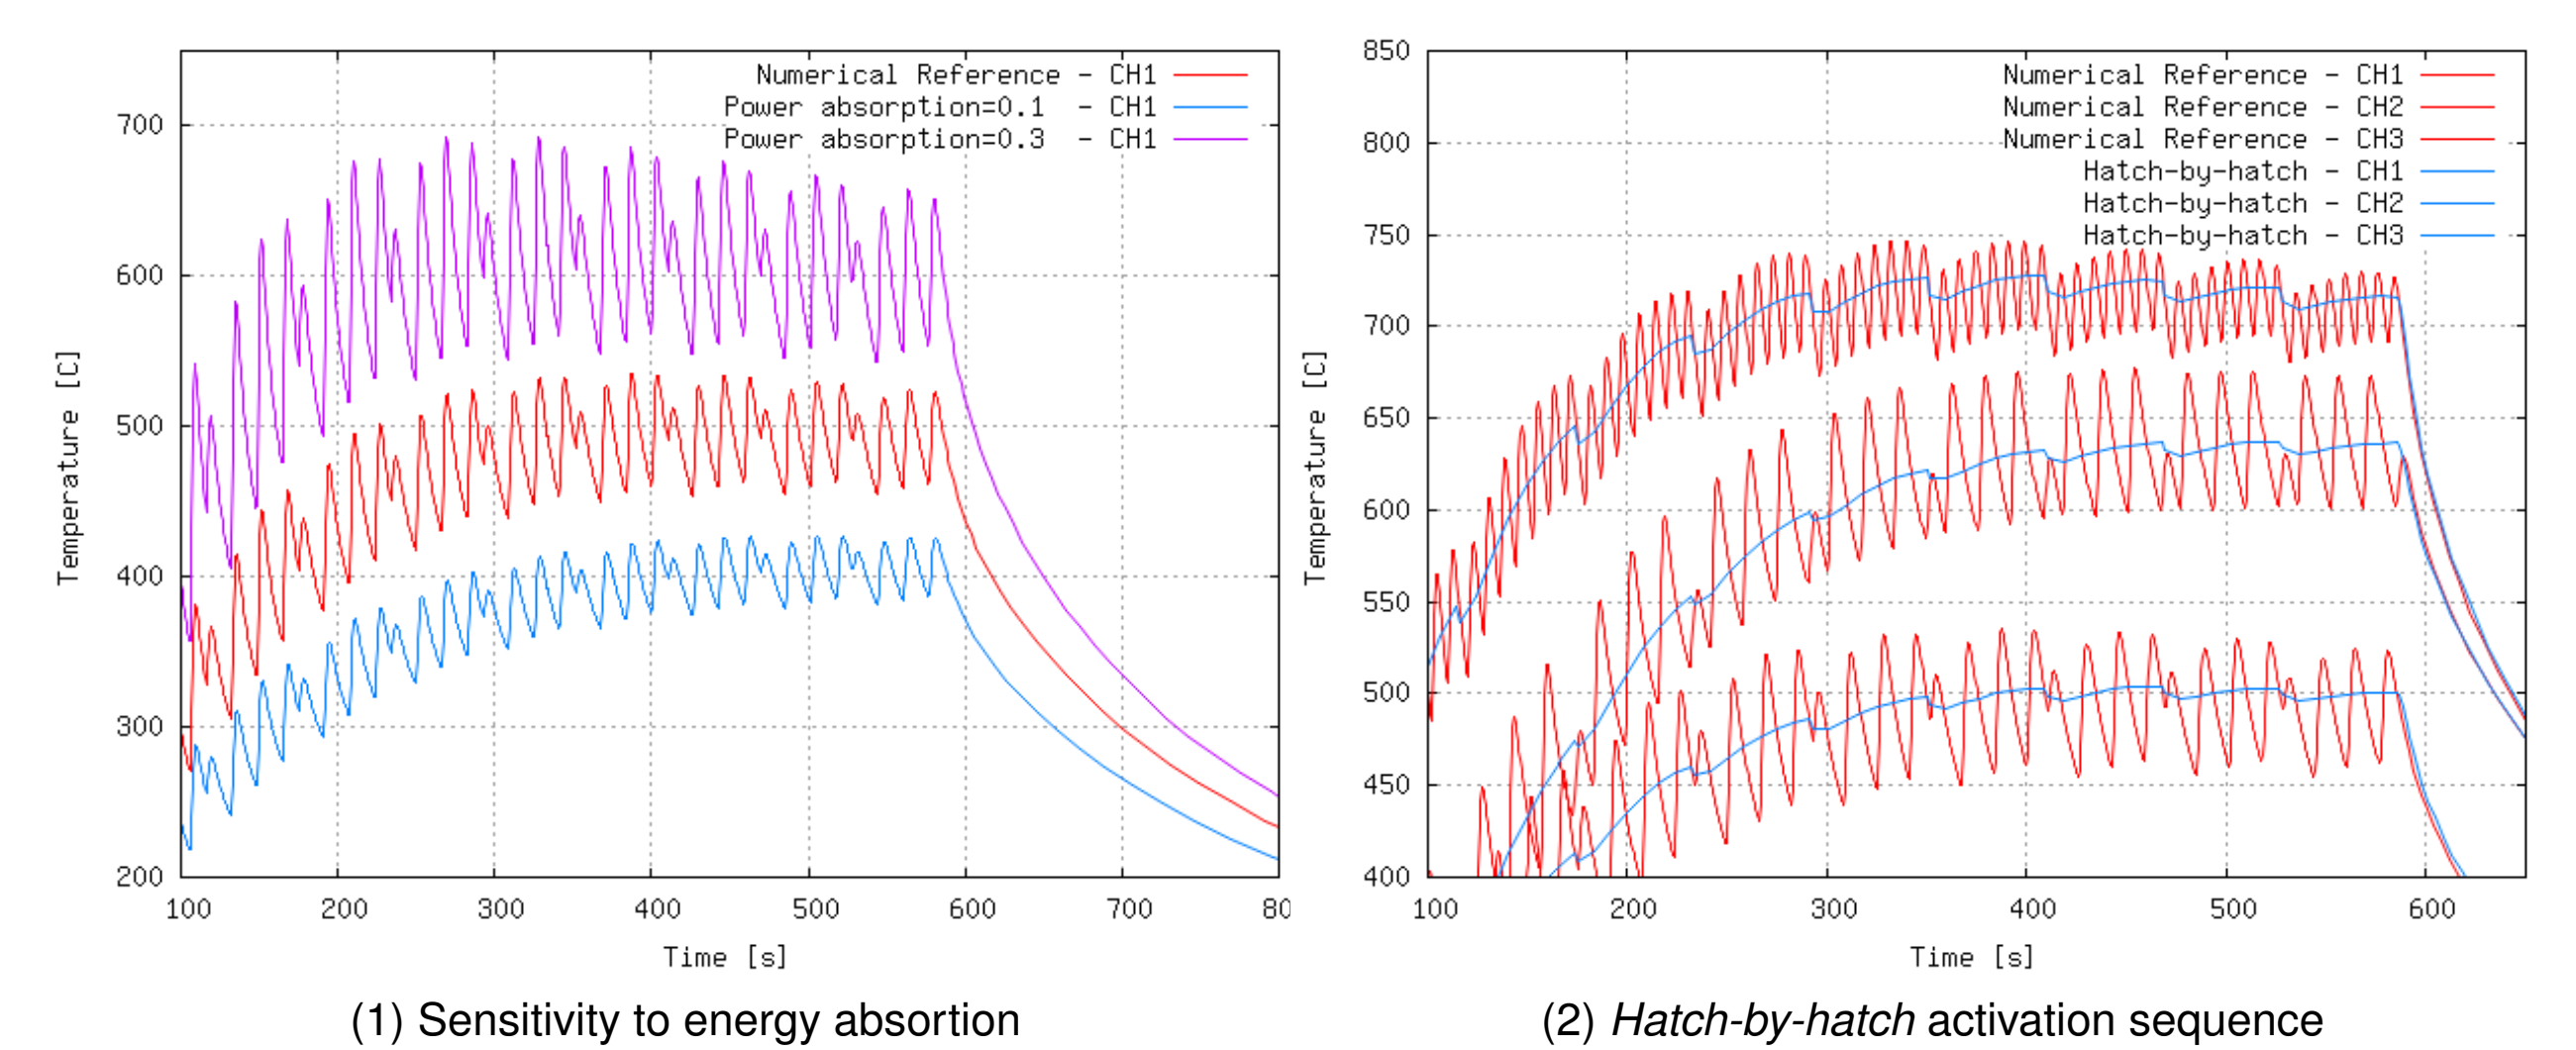 Numerical Reference - CH1
Power absorption=0.1 - CH1
Power absorption=0.3 - CH1
700
600
500
400
300
200
Temperature [C]
100 200 300 400 500 600 700 80
Time [s]
(1) Sensitivity to energy absortion
850
800
750
700
650
600
550
500
450
400
Temperature [C]
Numerical Reference - CH1
Numerical Reference - CH2
Numerical Reference - CH3
Hatch-by-hatch - CH1
Hatch-by-hatch - CH2
Hatch-by-hatch - CH3
100 200 300 400 500 600
Time [s]
(2) Hatch-by-hatch activation sequence